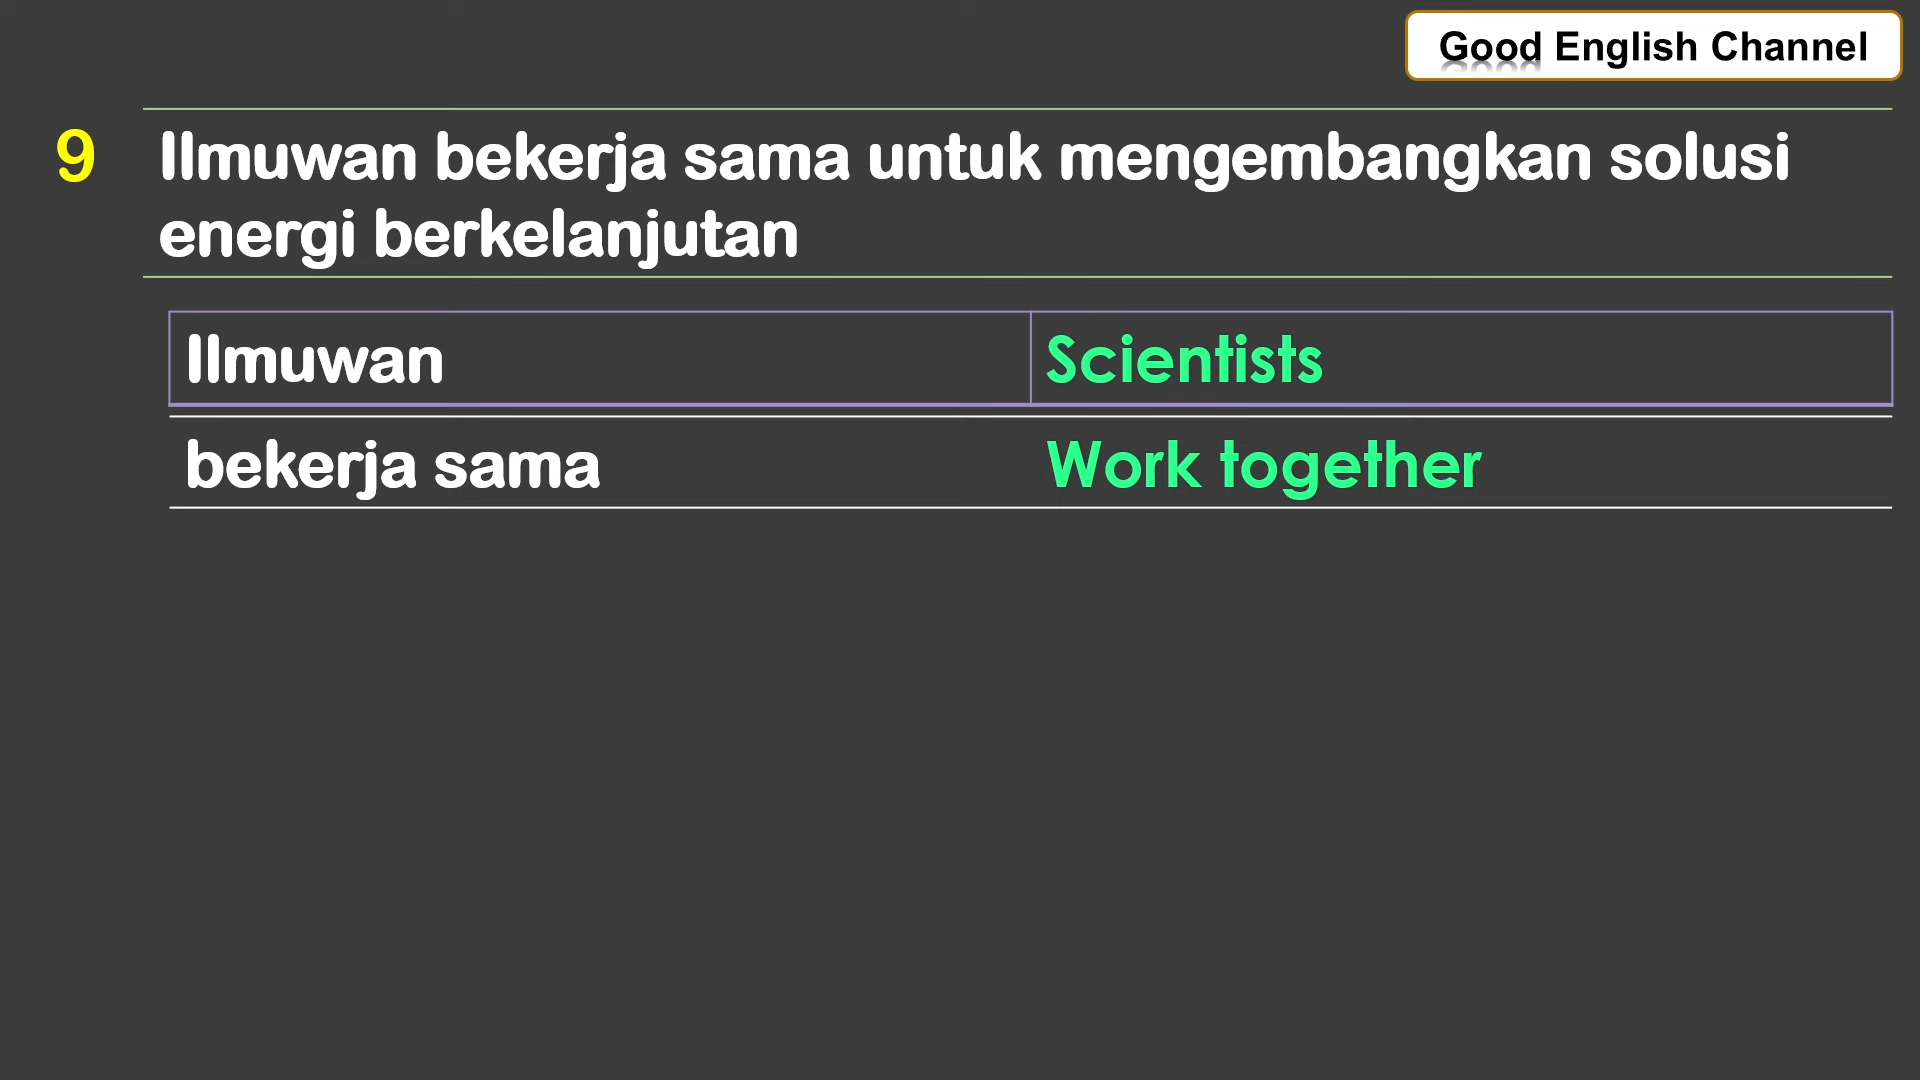 Good English Channel
9 Ilmuwan bekerja sama untuk mengembangkan solusi
energi berkelanjutan
Ilmuwan Scientists
bekerja sama Work together